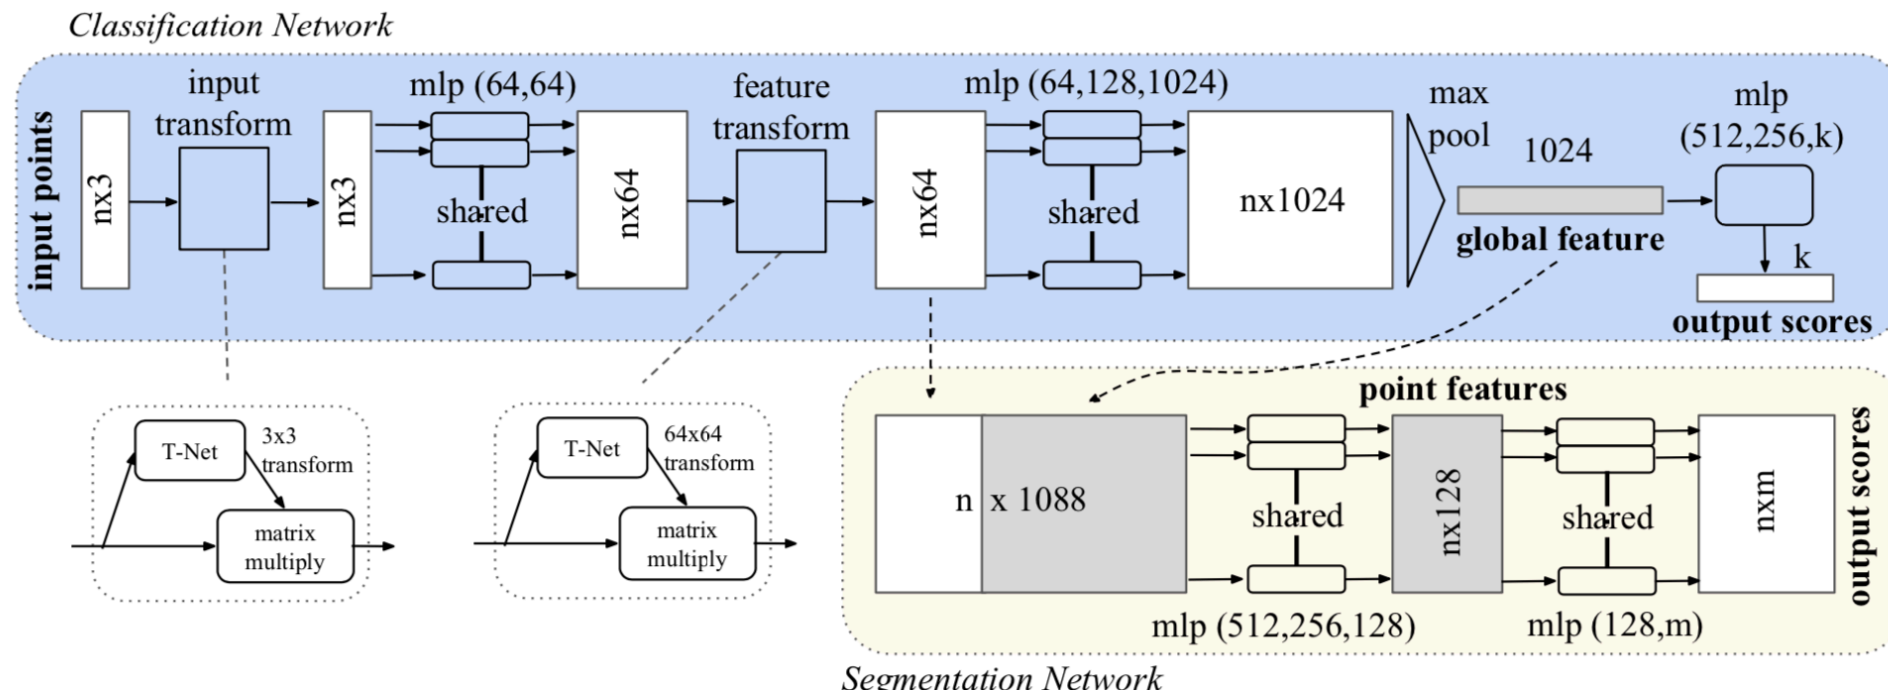 Classification Network
input points
nx3
input
transform
nx3
mlp (64,64)
shared
nx64
feature
transform
nx64
mlp (64,128,1024)
shared
nx1024
max
pool
1024
global feature
mlp
(512,256,k)
k
output scores
T-Net
3x3
transform
matrix
multiply
T-Net
64x64
transform
matrix
multiply
point features
n x 1088
shared
mlp (512,256,128)
nx128
shared
mlp (128,m)
nxm
output scores
Segmentation Network